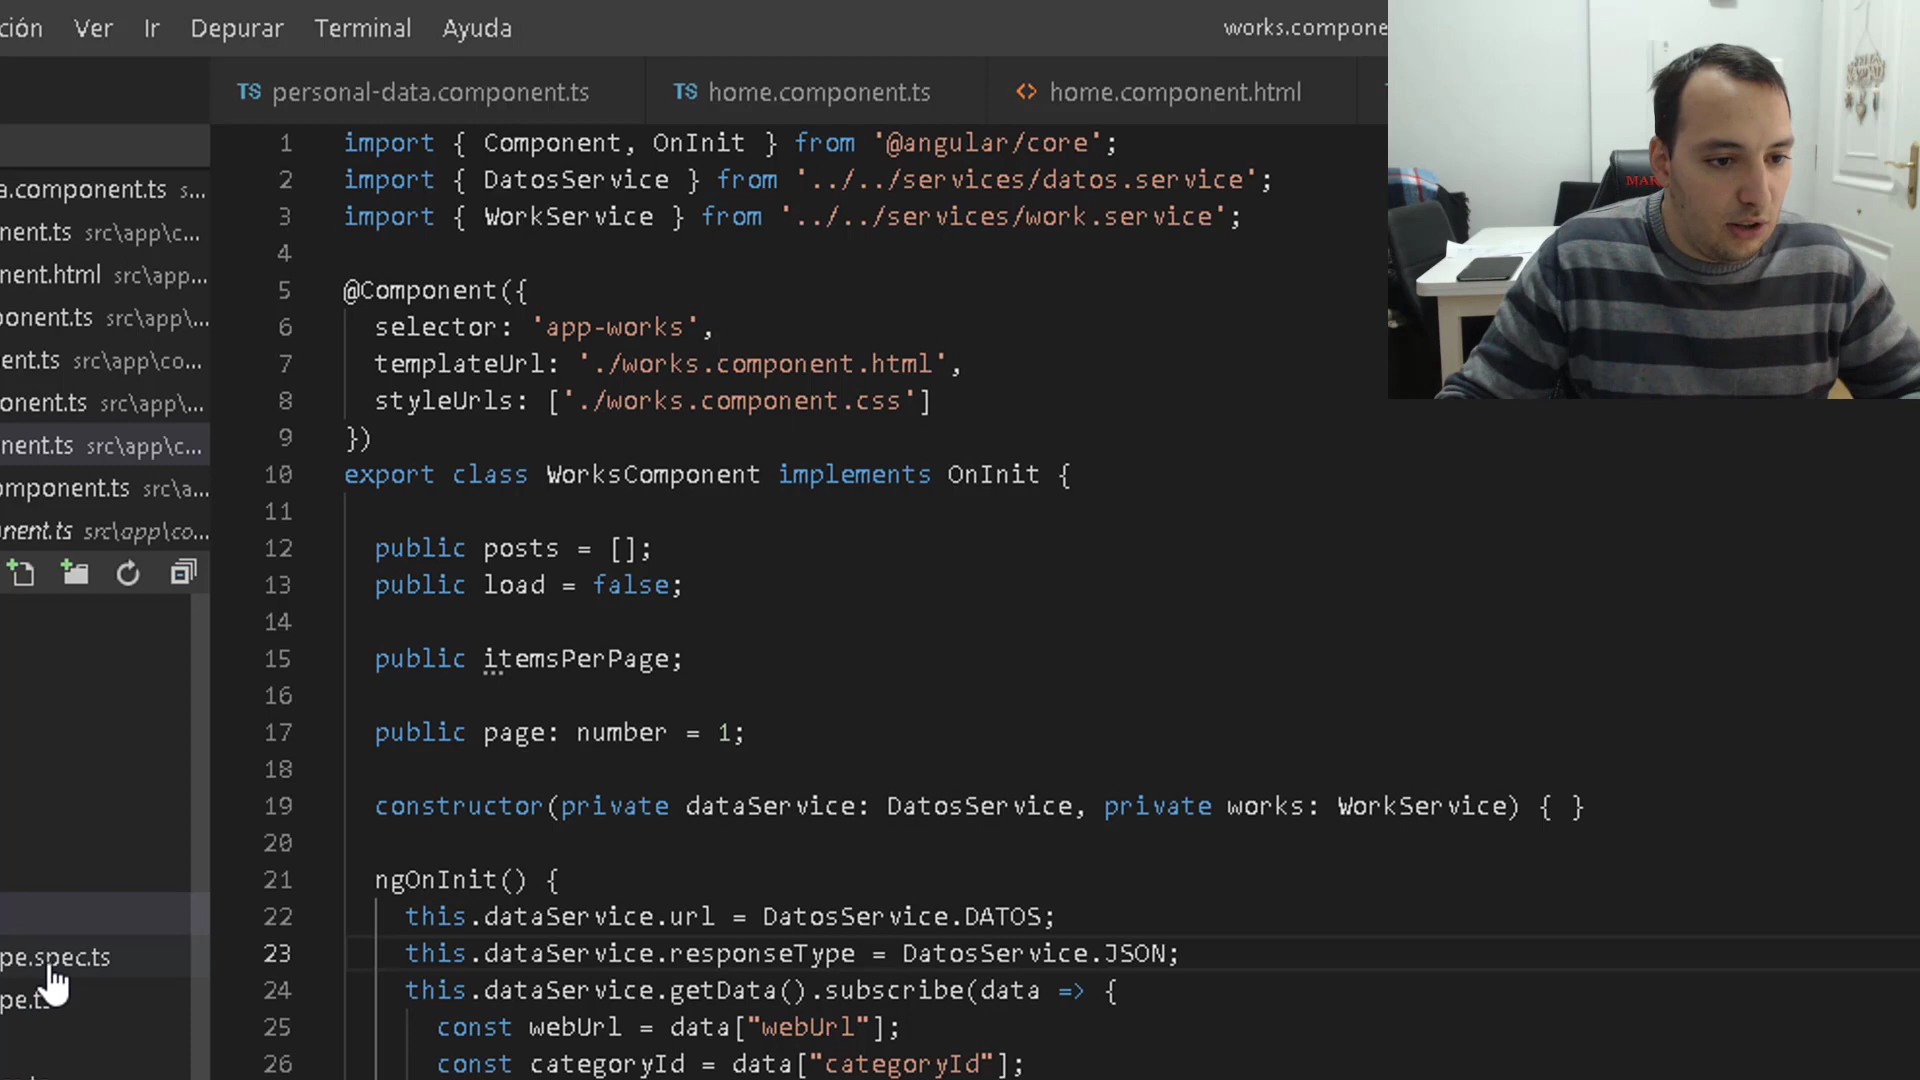 ción Ver Ir Depurar Terminal Ayuda
works.compone
TS personal-data.component.ts
TS home.component.ts
<> home.component.html
a.component.ts s...
nent.ts src\app\c...
nent.html src\app...
ponent.ts src\app\...
ent.ts src\app\co...
onent.ts src\app\...
nent.ts src\app\c...
omponent.ts src\a...
nent.ts src\app\co...
pe.spec.ts
pe.ts
1 import { Component, OnInit } from '@angular/core';
2 import { DatosService } from '../../services/datos.service';
3 import { WorkService } from '../../services/work.service';
4
5 @Component({
6 selector: 'app-works',
7 templateUrl: './works.component.html',
8 styleUrls: ['./works.component.css']
9 })
10 export class WorksComponent implements OnInit {
11
12 public posts = [];
13 public load = false;
14
15 public itemsPerPage;
16
17 public page: number = 1;
18
19 constructor(private dataService: DatosService, private works: WorkService) { }
20
21 ngOnInit() {
22 this.dataService.url = DatosService.DATOS;
23 this.dataService.responseType = DatosService.JSON;
24 this.dataService.getData().subscribe(data => {
25 const webUrl = data["webUrl"];
26 const categoryId = data["categoryId"];
MAR